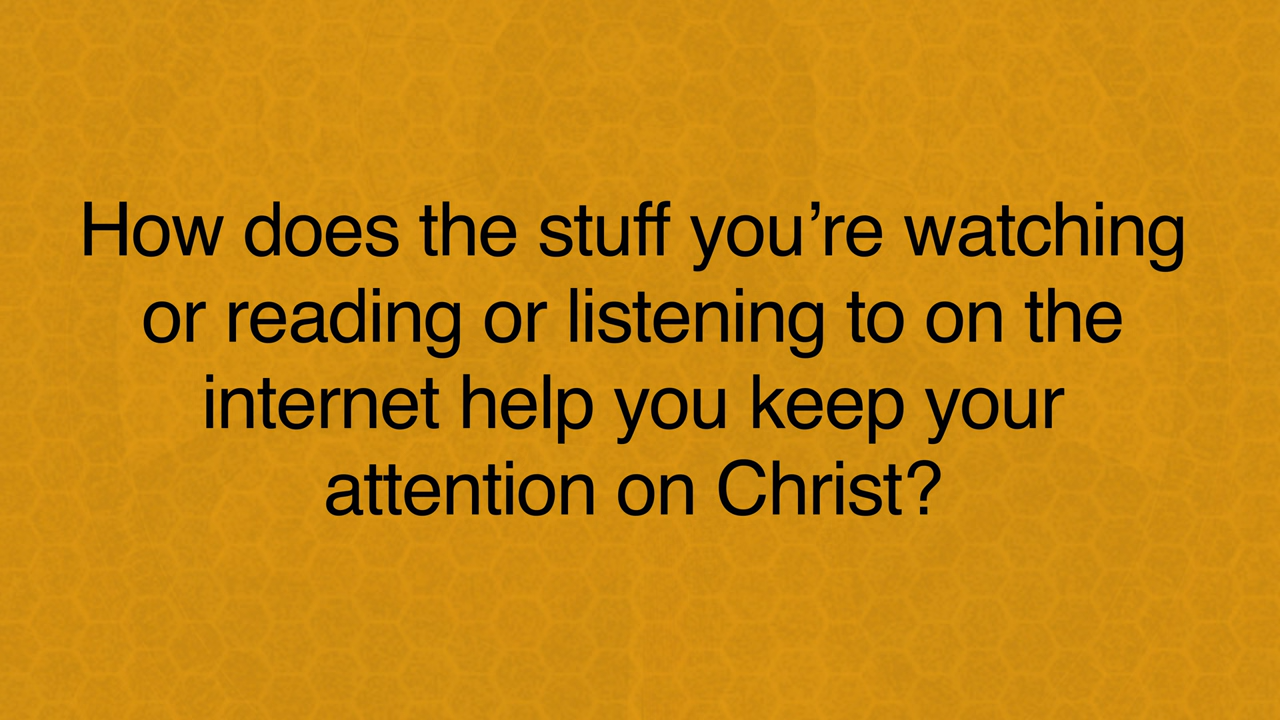 How does the stuff you’re watching
or reading or listening to on the
internet help you keep your
attention on Christ?